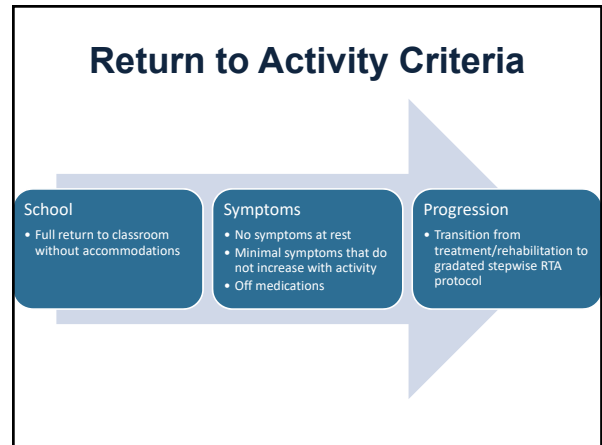 Return to Activity Criteria
School
• Full return to classroom
without accommodations
Symptoms
• No symptoms at rest
• Minimal symptoms that do
not increase with activity
• Off medications
Progression
• Transition from
treatment/rehabilitation to
gradated stepwise RTA
protocol